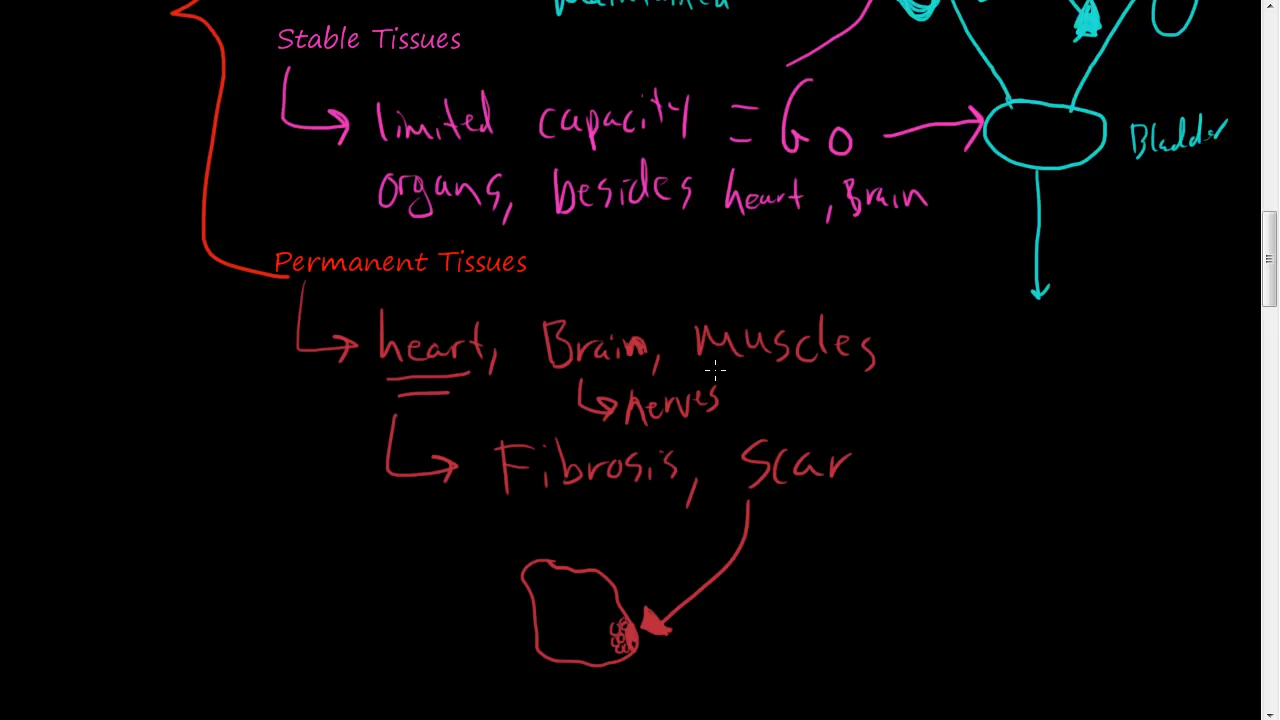 Stable Tissues
limited capacity = G0
organs, besides heart, Brain
Bladder
Permanent Tissues
heart, Brain, Muscles
nerves
Fibrosis, Scar